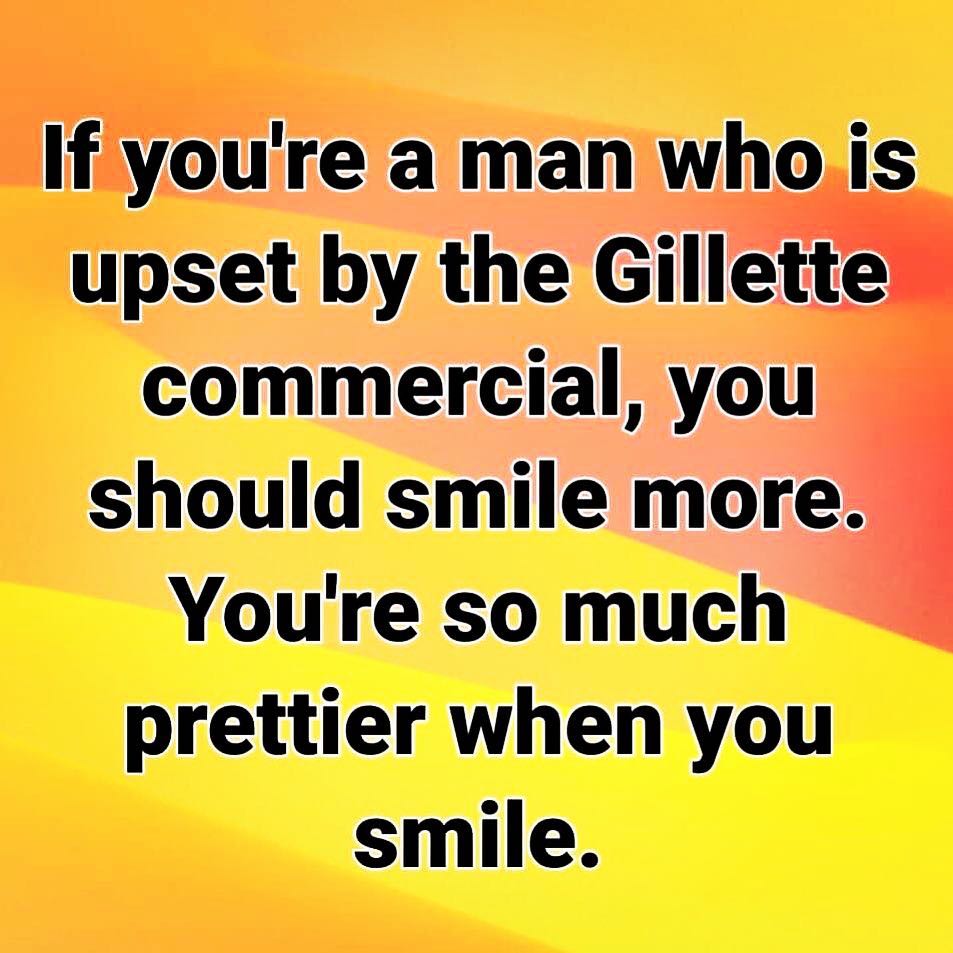 If you're a man who is
upset by the Gillette
commercial, you
should smile more.
You're so much
prettier when you
smile.